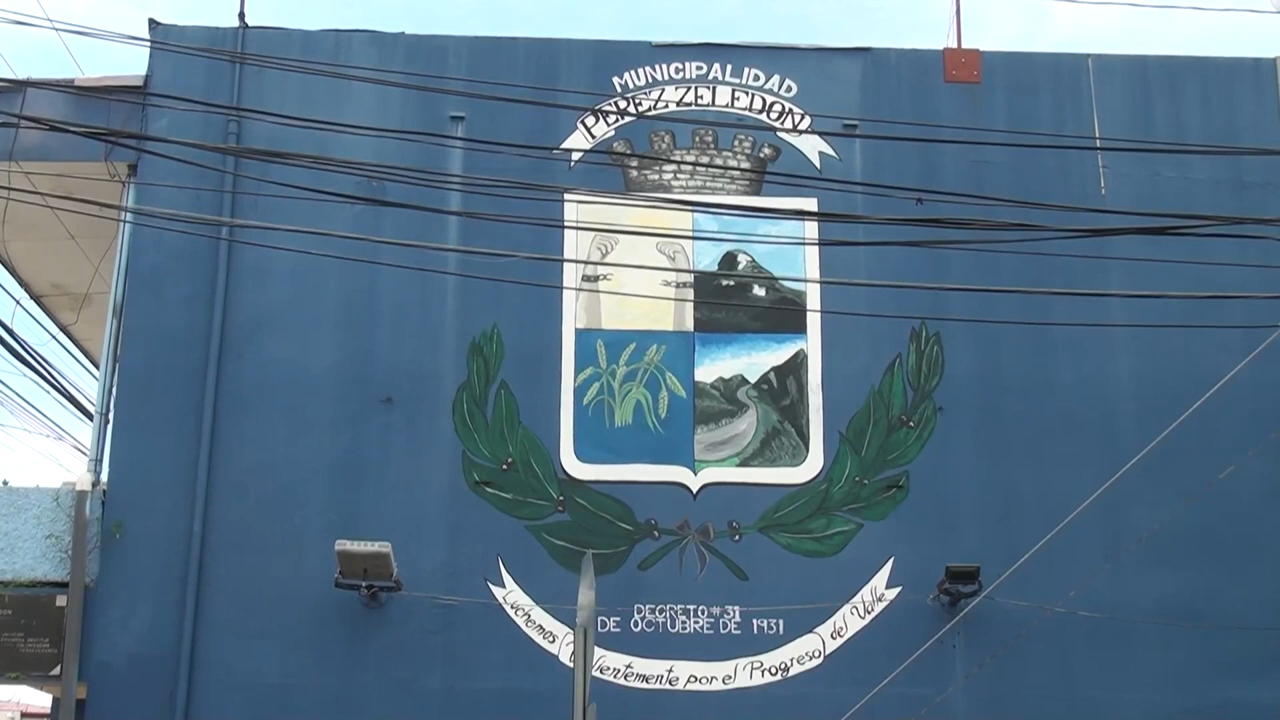 MUNICIPALIDAD
PEREZ ZELEDON
DECRETO #31
DE OCTUBRE DE 1931
Luchemos Valientemente por el Progreso del Valle